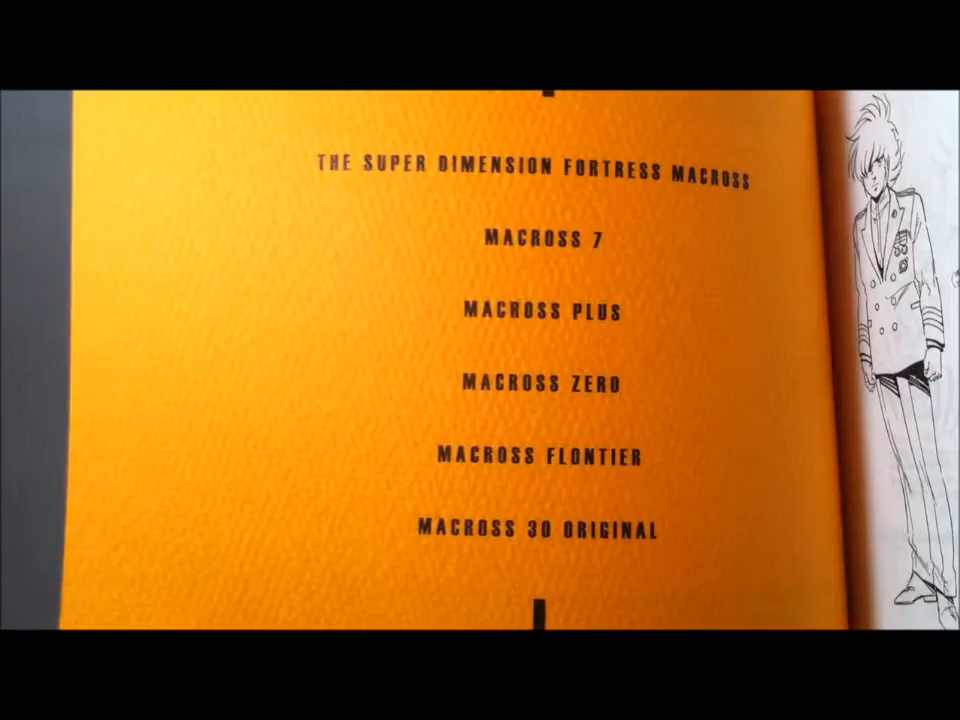 THE SUPER DIMENSION FORTRESS MACROSS
MACROSS 7
MACROSS PLUS
MACROSS ZERO
MACROSS FLONTIER
MACROSS 30 ORIGINAL